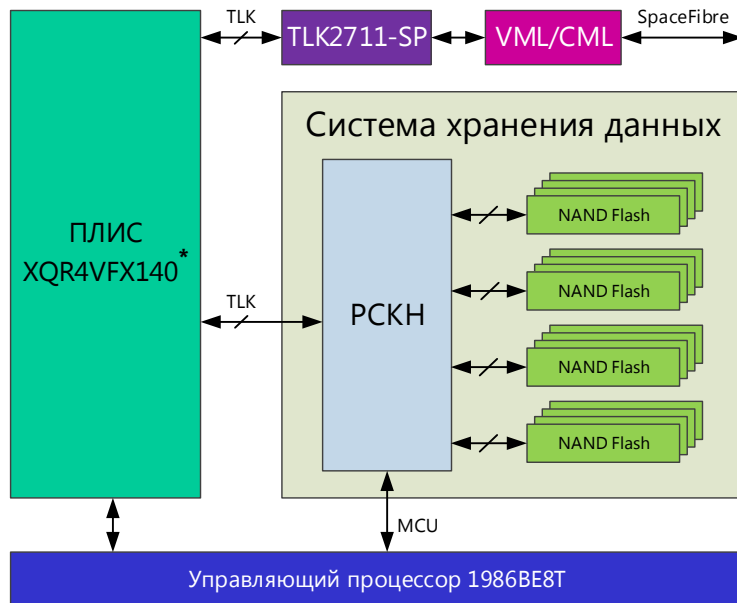 TLK
TLK2711-SP
VML/CML
SpaceFibre
Система хранения данных
ПЛИС
XQR4VFX140*
TLK
РСКН
NAND Flash
NAND Flash
NAND Flash
NAND Flash
MCU
Управляющий процессор 1986ВЕ8Т